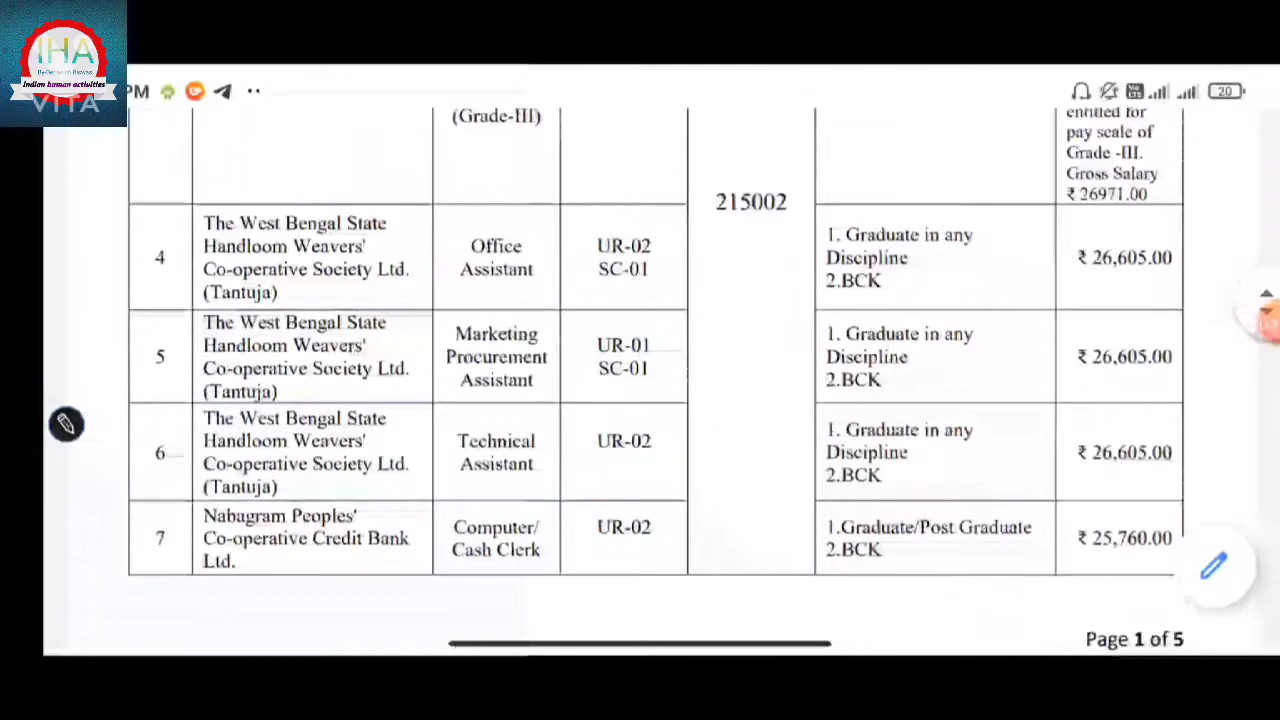 IHA
By-Debasish Biswas
Indian human activities
VITA
PM
Vo
LTE
20
(Grade-III)
entitled for
pay scale of
Grade -III.
Gross Salary
₹ 26971.00
215002
4
The West Bengal State
Handloom Weavers'
Co-operative Society Ltd.
(Tantuja)
Office
Assistant
UR-02
SC-01
1. Graduate in any
Discipline
2.BCK
₹ 26,605.00
5
The West Bengal State
Handloom Weavers'
Co-operative Society Ltd.
(Tantuja)
Marketing
Procurement
Assistant
UR-01
SC-01
1. Graduate in any
Discipline
2.BCK
₹ 26,605.00
6
The West Bengal State
Handloom Weavers'
Co-operative Society Ltd.
(Tantuja)
Technical
Assistant
UR-02
1. Graduate in any
Discipline
2.BCK
₹ 26,605.00
7
Nabagram Peoples'
Co-operative Credit Bank
Ltd.
Computer/
Cash Clerk
UR-02
1.Graduate/Post Graduate
2.BCK
₹ 25,760.00
Page 1 of 5